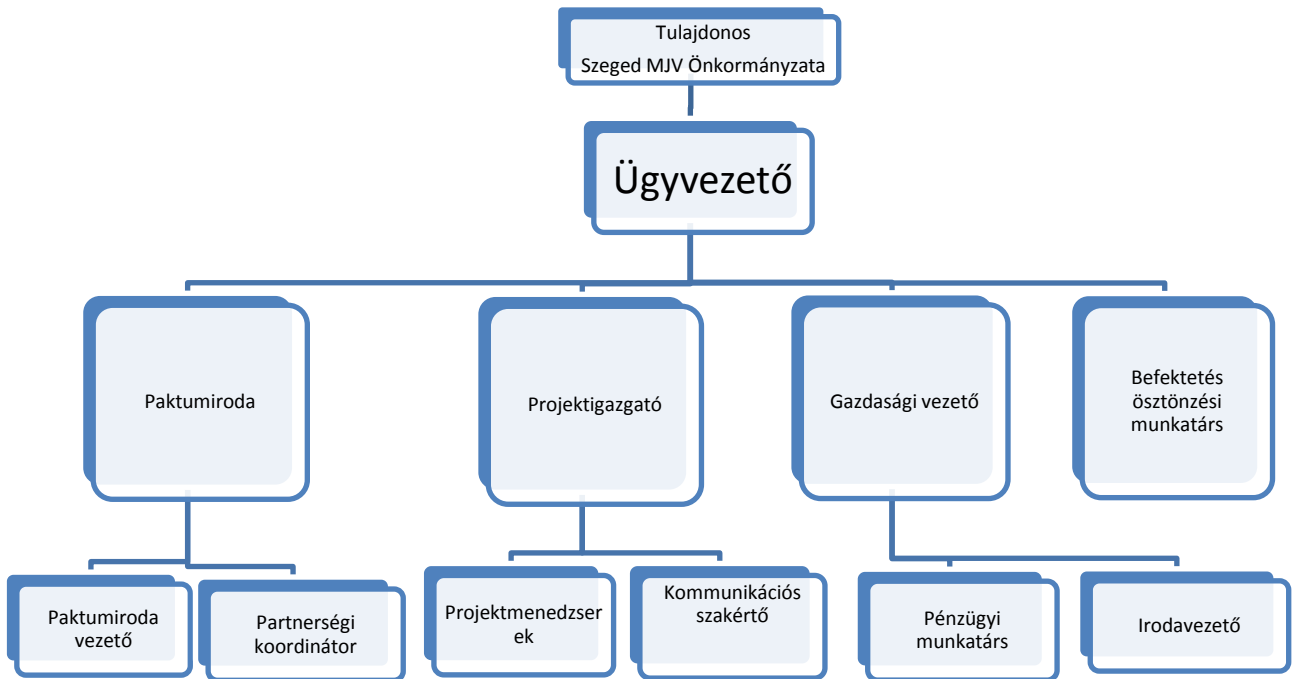 Tulajdonos
Szeged MJV Önkormányzata
Ügyvezető
Paktumiroda
Projektigazgató
Gazdasági vezető
Befektetés
ösztönzési
munkatárs
Paktumiroda
vezető
Partnerségi
koordinátor
Projektmenedzser
ek
Kommunikációs
szakértő
Pénzügyi
munkatárs
Irodavezető